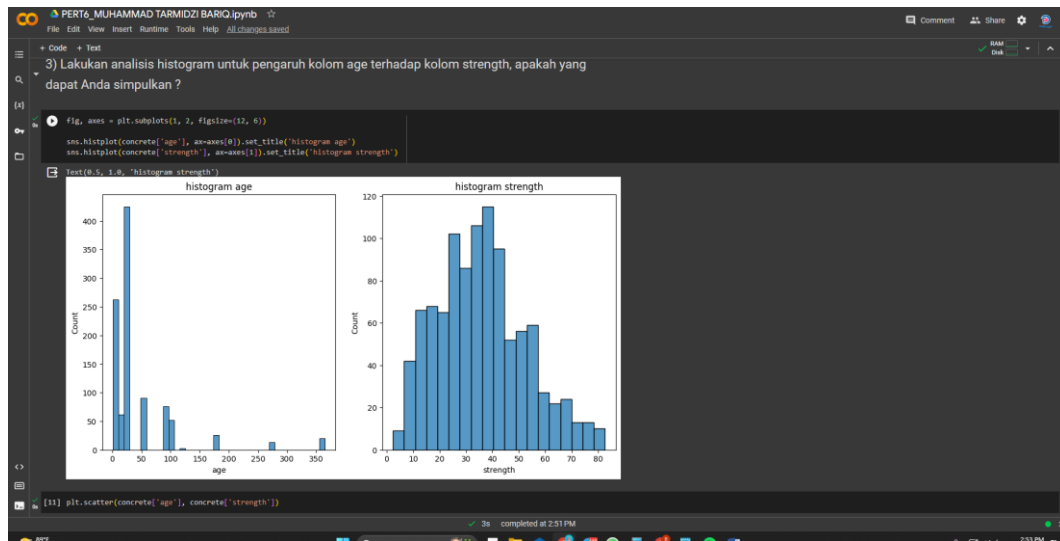 PERT6_MUHAMMAD TARMIDZI BARIQ.ipynb
File Edit View Insert Runtime Tools Help All changes saved
Comment Share
+ Code + Text
RAM
Disk
3) Lakukan analisis histogram untuk pengaruh kolom age terhadap kolom strength, apakah yang
dapat Anda simpulkan ?
{x}
0s
fig, axes = plt.subplots(1, 2, figsize=(12, 6))
sns.histplot(concrete['age'], ax=axes[0]).set_title('histogram age')
sns.histplot(concrete['strength'], ax=axes[1]).set_title('histogram strength')
Text(0.5, 1.0, 'histogram strength')
histogram age
400
350
300
250
200
150
100
50
0
Count
0 50 100 150 200 250 300 350
age
histogram strength
120
100
80
60
40
20
0
Count
0 10 20 30 40 50 60 70 80
strength
0s
[11] plt.scatter(concrete['age'], concrete['strength'])
3s completed at 2:51 PM
89°F
2:53 PM